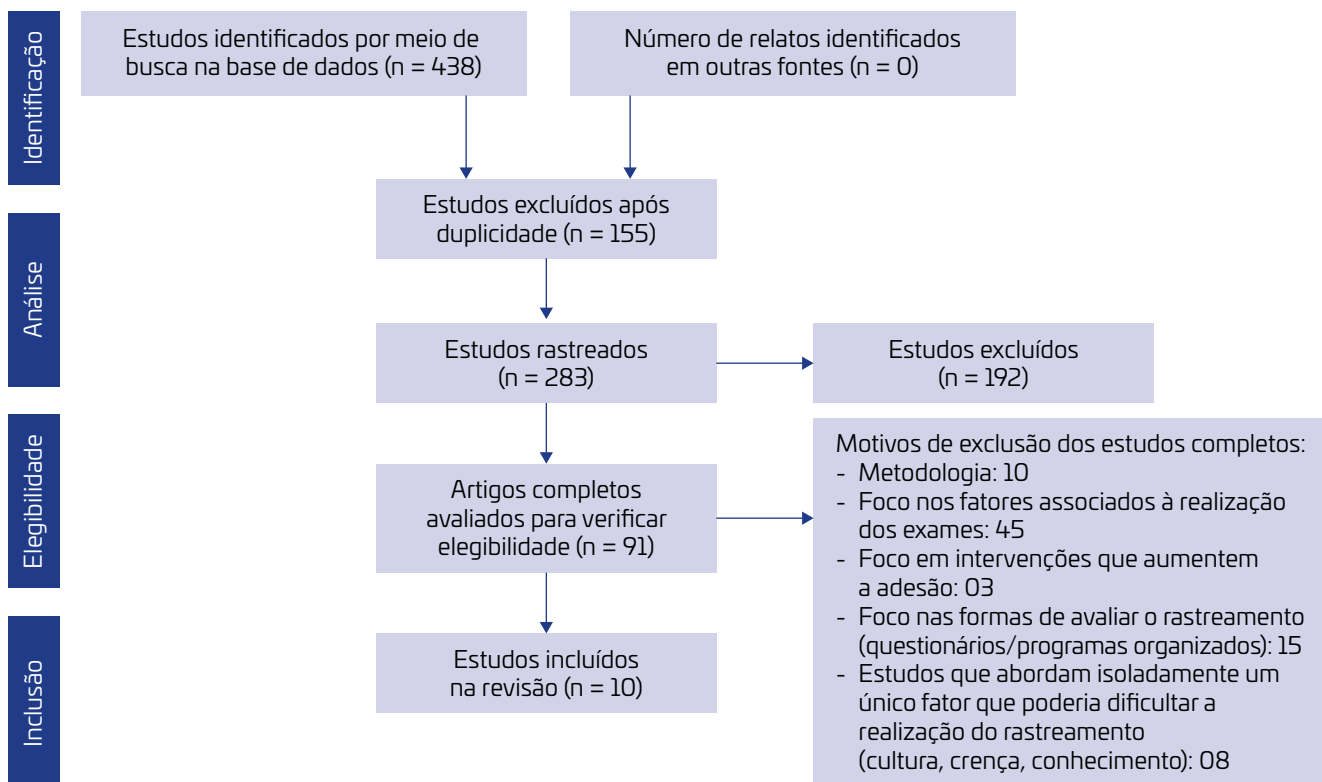 Identificação
Estudos identificados por meio de
busca na base de dados (n = 438)
Número de relatos identificados
em outras fontes (n = 0)
Estudos excluídos após
duplicidade (n = 155)
Análise
Estudos rastreados
(n = 283)
Estudos excluídos
(n = 192)
Elegibilidade
Artigos completos
avaliados para verificar
elegibilidade (n = 91)
Motivos de exclusão dos estudos completos:
- Metodologia: 10
- Foco nos fatores associados à realização
dos exames: 45
- Foco em intervenções que aumentem
a adesão: 03
- Foco nas formas de avaliar o rastreamento
(questionários/programas organizados): 15
- Estudos que abordam isoladamente um
único fator que poderia dificultar a
realização do rastreamento
(cultura, crença, conhecimento): 08
Inclusão
Estudos incluídos
na revisão (n = 10)